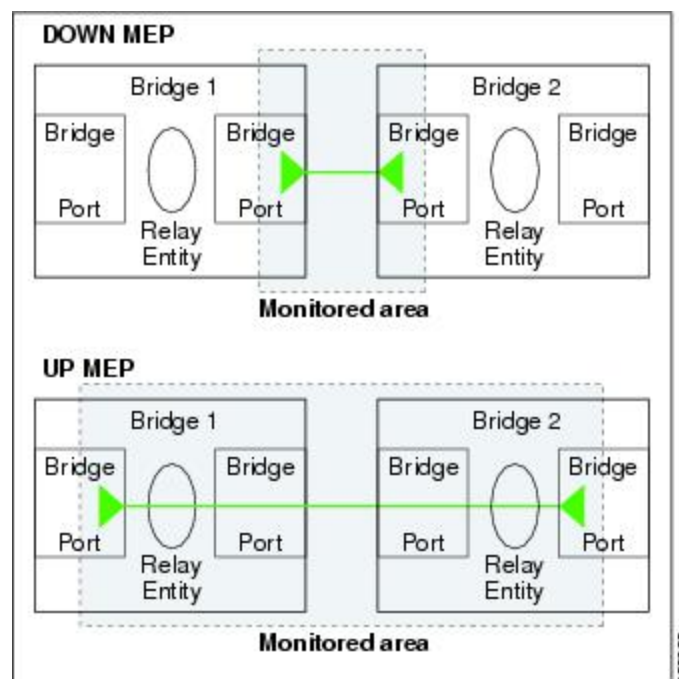 DOWN MEP
Bridge 1
Bridge 2
Bridge
Bridge
Bridge
Bridge
Port
Port
Port
Port
Relay
Entity
Relay
Entity
Monitored area
UP MEP
Bridge 1
Bridge 2
Bridge
Bridge
Bridge
Bridge
Port
Port
Port
Port
Relay
Entity
Relay
Entity
Monitored area